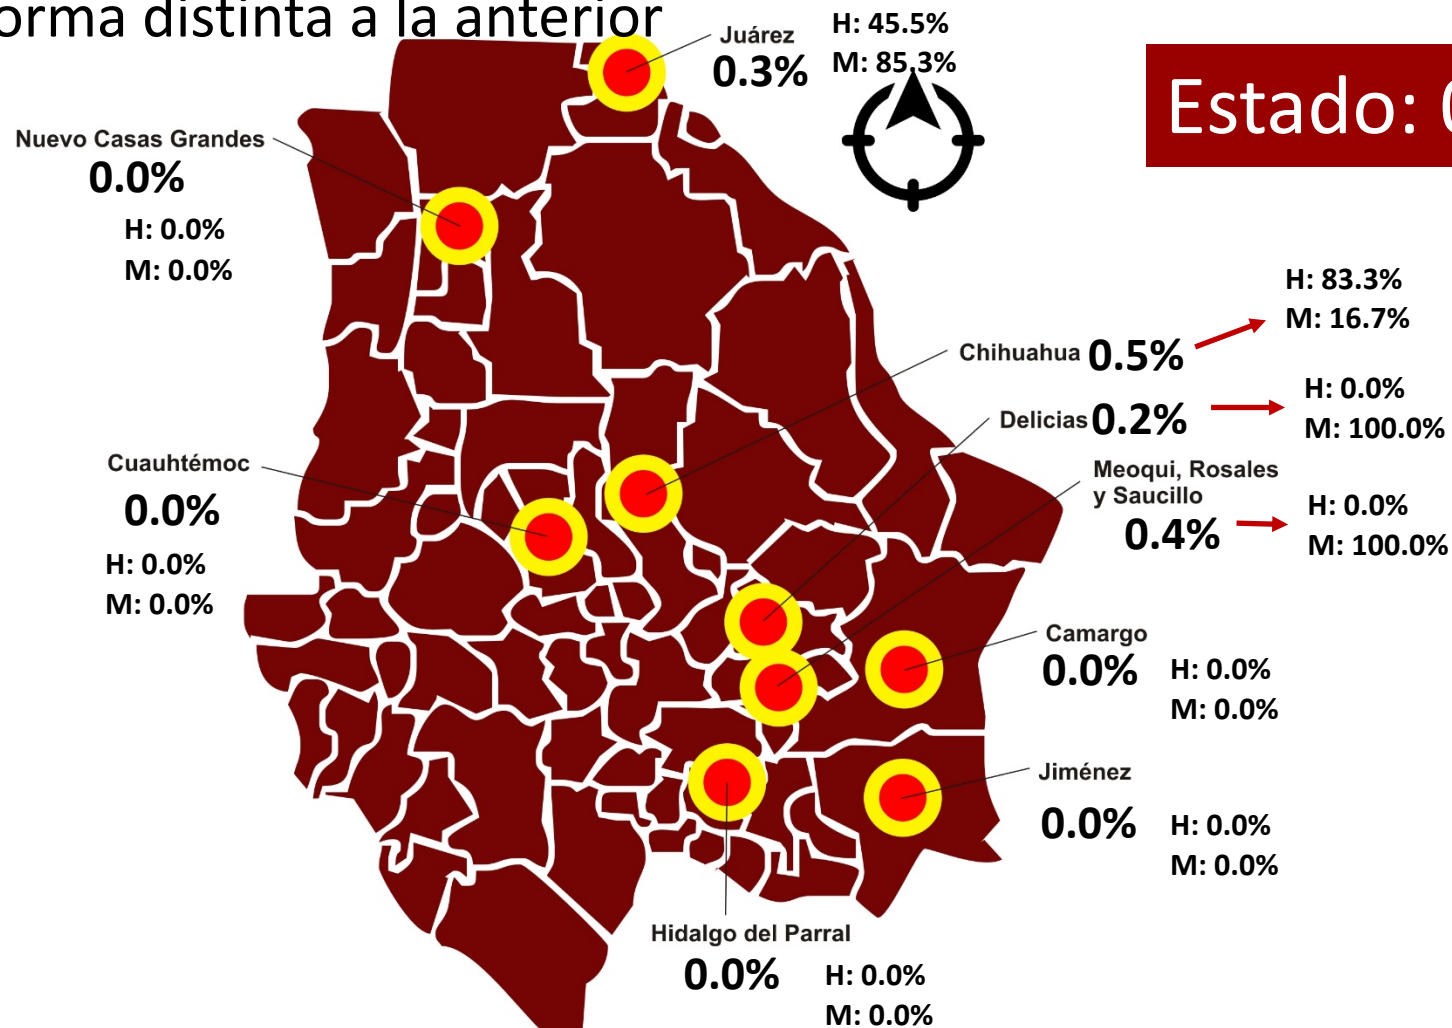 orma distinta a la anterior
Juárez
0.3%
H: 45.5%
M: 85.3%
Estado: 0
Nuevo Casas Grandes
0.0%
H: 0.0%
M: 0.0%
H: 83.3%
M: 16.7%
Chihuahua 0.5%
H: 0.0%
M: 100.0%
Delicias 0.2%
Meoqui, Rosales
y Saucillo
0.4%
H: 0.0%
M: 100.0%
Cuauhtémoc
0.0%
H: 0.0%
M: 0.0%
Camargo
0.0%
H: 0.0%
M: 0.0%
Jiménez
0.0%
H: 0.0%
M: 0.0%
Hidalgo del Parral
0.0%
H: 0.0%
M: 0.0%